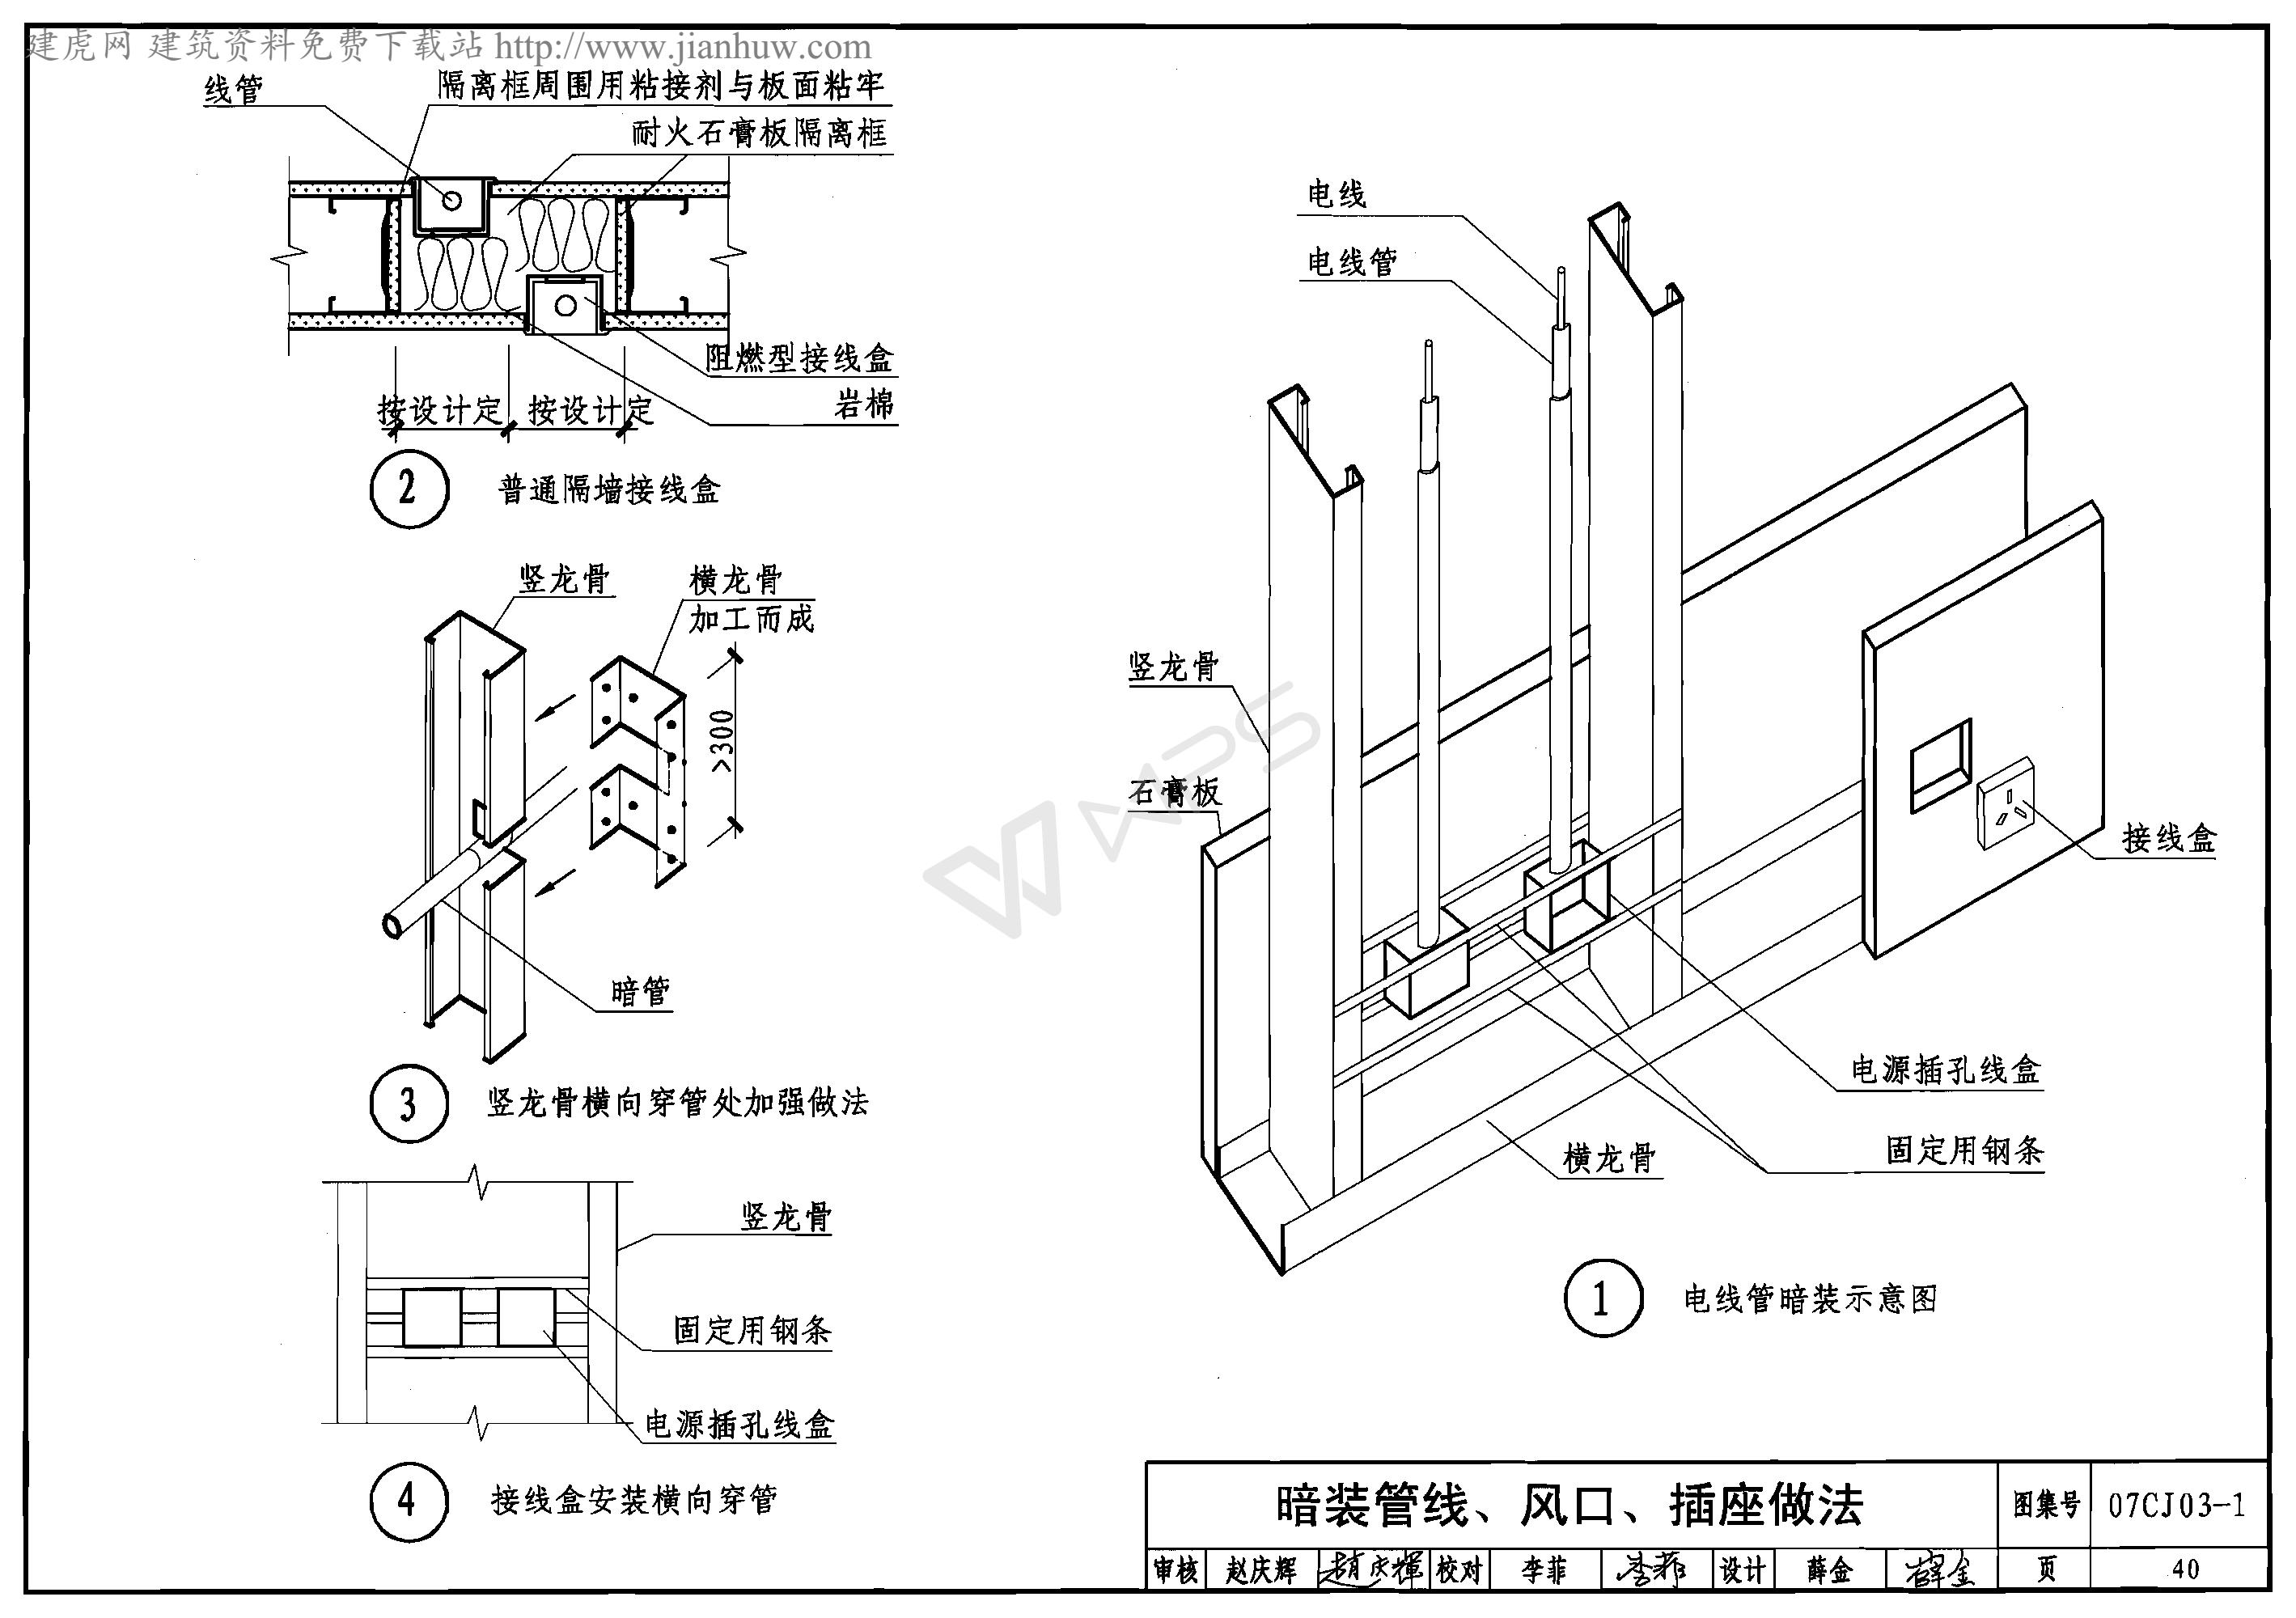 建虎网 建筑资料免费下载站 http://www.jianhuw.com
线管
隔离框周围用粘接剂与板面粘牢
耐火石膏板隔离框
阻燃型接线盒
岩棉
按设计定
按设计定
2
普通隔墙接线盒
竖龙骨
横龙骨
加工而成
>300
暗管
3
竖龙骨横向穿管处加强做法
竖龙骨
固定用钢条
电源插孔线盒
4
接线盒安装横向穿管
电线
电线管
竖龙骨
石膏板
WPS
接线盒
电源插孔线盒
固定用钢条
横龙骨
1
电线管暗装示意图
暗装管线、风口、插座做法
图集号
07CJ03-1
审核
赵庆辉
赵庆輝
校对
李菲
李菲
设计
薛金
薛金
页
40